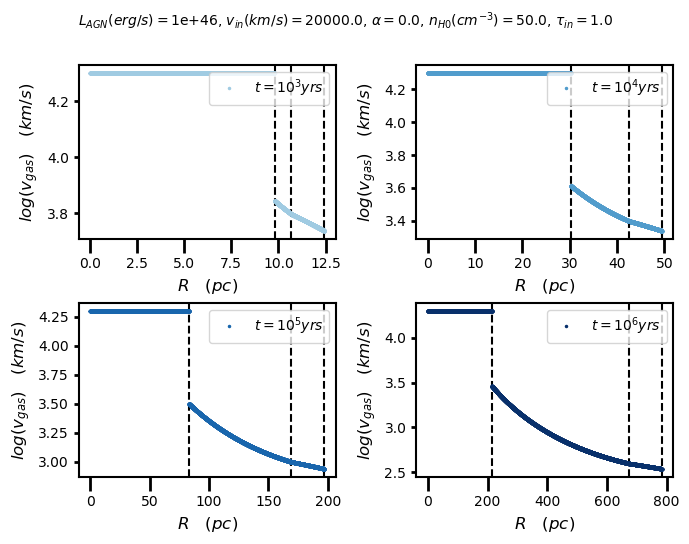 L_AGN(erg/s) = 1e+46, v_in(km/s) = 20000.0, α = 0.0, n_H0(cm^−3) = 50.0, τ_in = 1.0
log(v_gas) (km/s)
4.2
4.0
3.8
t = 10^3 yrs
0.0 2.5 5.0 7.5 10.0 12.5
R (pc)
log(v_gas) (km/s)
4.2
4.0
3.8
3.6
3.4
t = 10^4 yrs
0 10 20 30 40 50
R (pc)
log(v_gas) (km/s)
4.25
4.00
3.75
3.50
3.25
3.00
t = 10^5 yrs
0 50 100 150 200
R (pc)
log(v_gas) (km/s)
4.0
3.5
3.0
2.5
t = 10^6 yrs
0 200 400 600 800
R (pc)